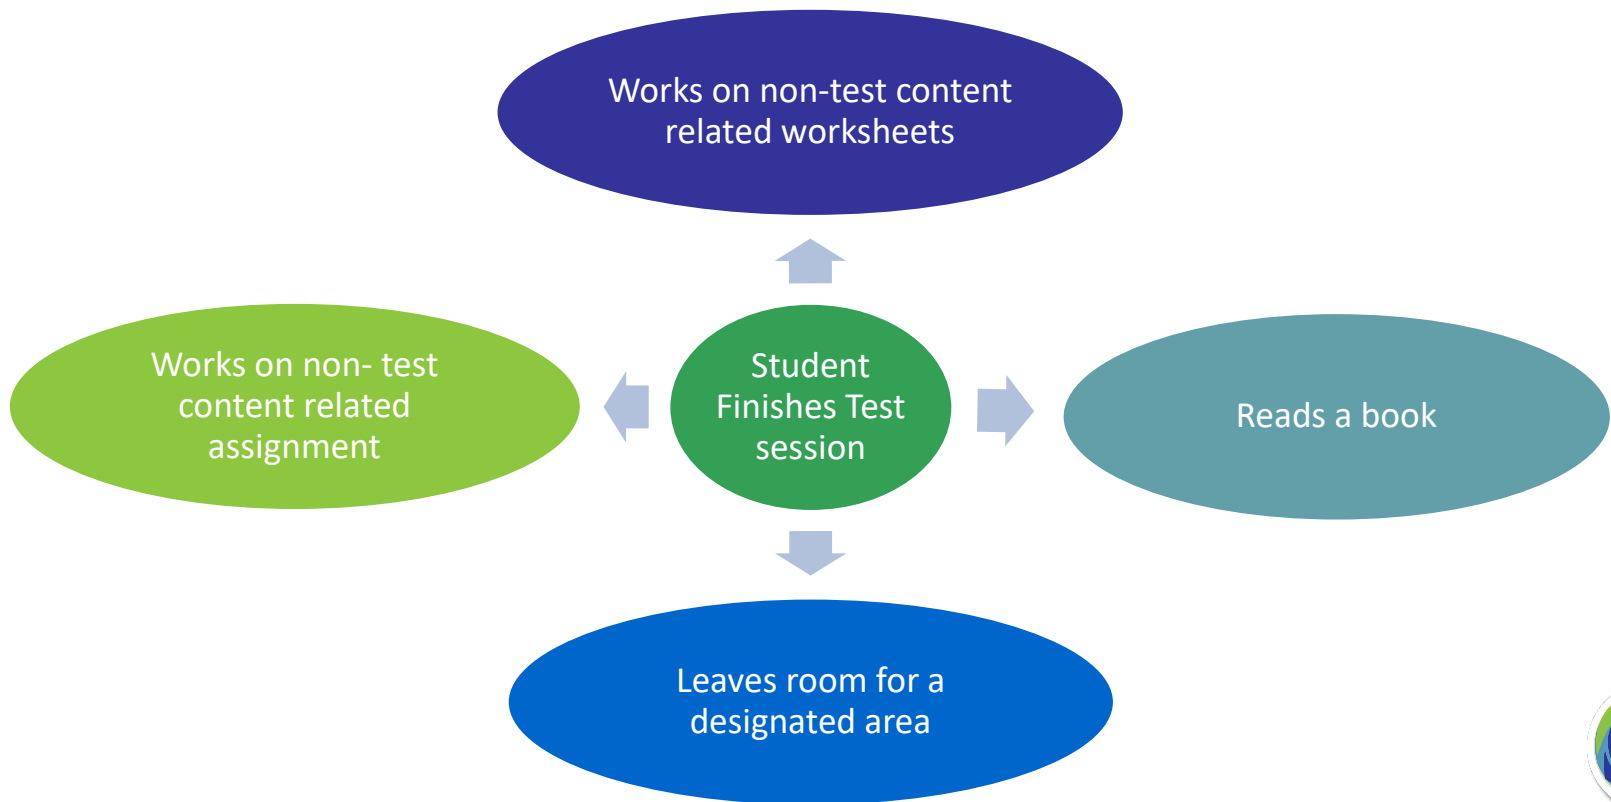 Works on non-test content
related worksheets
Works on non- test
content related
assignment
Student
Finishes Test
session
Reads a book
Leaves room for a
designated area